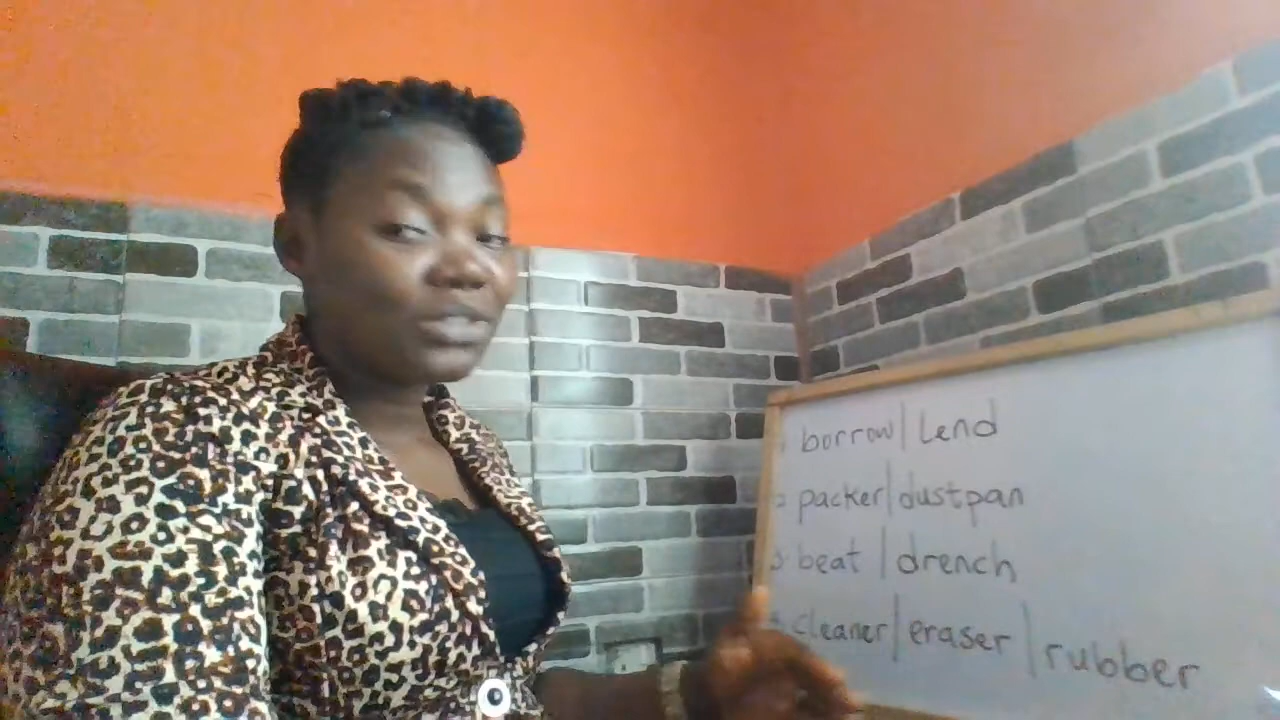 borrow | Lend
packer | dustpan
beat | drench
cleaner | eraser | rubber